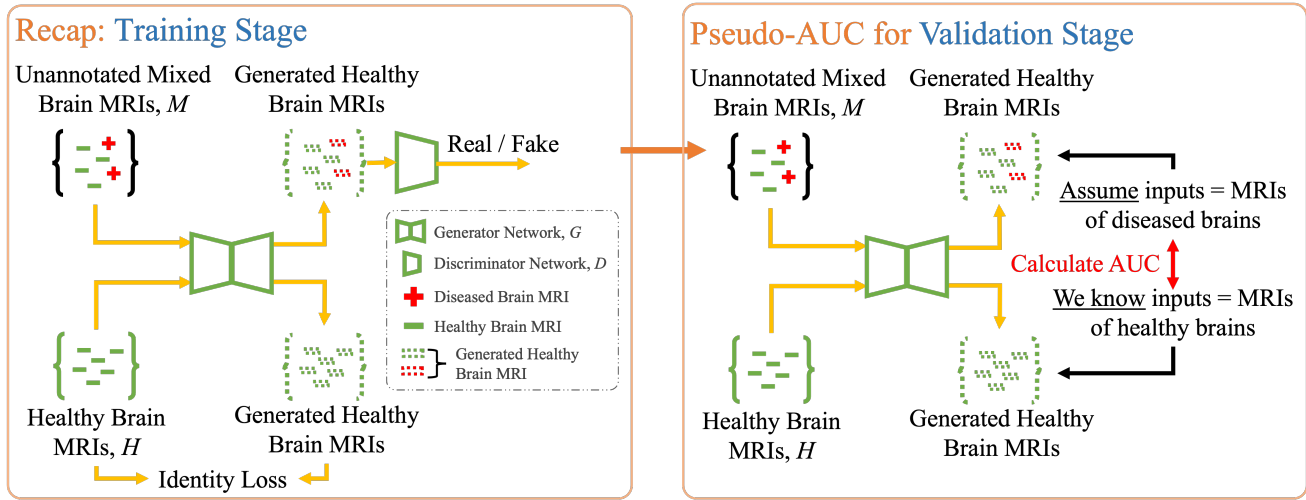 Recap: Training Stage
Unannotated Mixed
Brain MRIs, M
Generated Healthy
Brain MRIs
Real / Fake
Generator Network, G
Discriminator Network, D
Diseased Brain MRI
Healthy Brain MRI
Generated Healthy
Brain MRI
Healthy Brain
MRIs, H
Generated Healthy
Brain MRIs
Identity Loss
Pseudo-AUC for Validation Stage
Unannotated Mixed
Brain MRIs, M
Generated Healthy
Brain MRIs
Assume inputs = MRIs
of diseased brains
Calculate AUC
We know inputs = MRIs
of healthy brains
Healthy Brain
MRIs, H
Generated Healthy
Brain MRIs